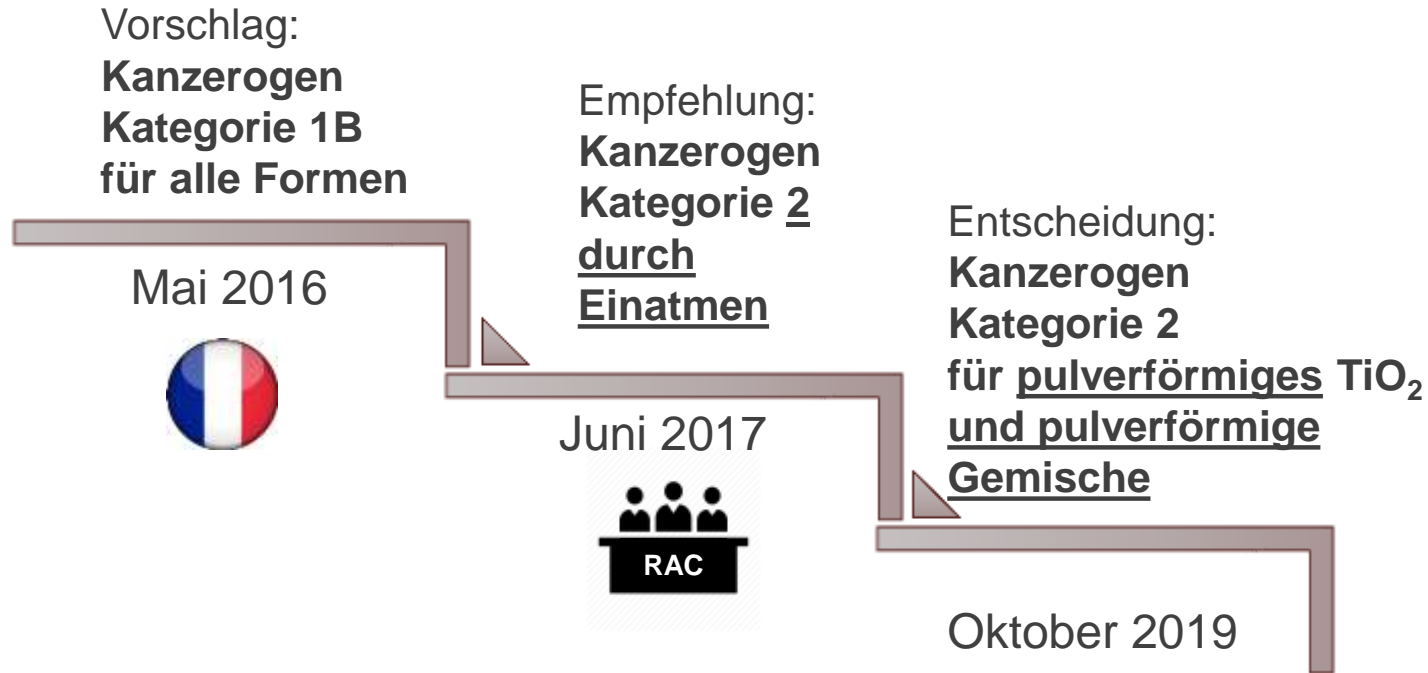 Vorschlag:
Kanzerogen
Kategorie 1B
für alle Formen
Mai 2016
Empfehlung:
Kanzerogen
Kategorie 2
durch
Einatmen
Juni 2017
RAC
Entscheidung:
Kanzerogen
Kategorie 2
für pulverförmiges TiO₂
und pulverförmige
Gemische
Oktober 2019